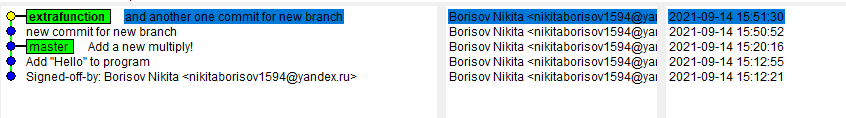 extrafunction and another one commit for new branch Borisov Nikita <nikitaborisov1594@yan 2021-09-14 15:51:30
new commit for new branch Borisov Nikita <nikitaborisov1594@yan 2021-09-14 15:50:52
master Add a new multiply! Borisov Nikita <nikitaborisov1594@yan 2021-09-14 15:20:16
Add "Hello" to program Borisov Nikita <nikitaborisov1594@yan 2021-09-14 15:12:55
Signed-off-by: Borisov Nikita <nikitaborisov1594@yandex.ru> Borisov Nikita <nikitaborisov1594@yan 2021-09-14 15:12:21